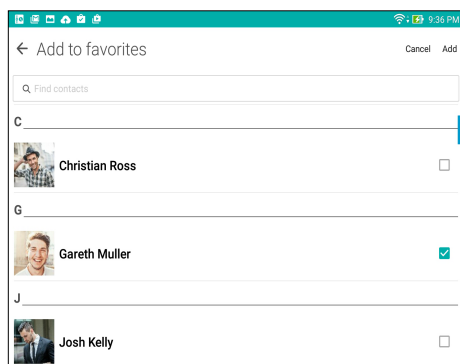 9:36 PM
Add to favorites Cancel Add
Find contacts
C
Christian Ross
G
Gareth Muller
J
Josh Kelly